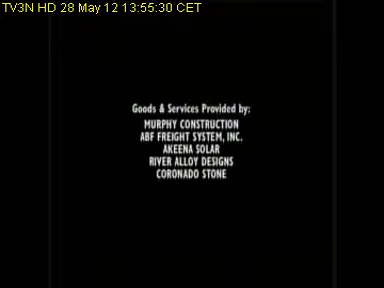 TV3N HD 28 May 12 13:55:30 CET
Goods & Services Provided by:
MURPHY CONSTRUCTION
ABF FREIGHT SYSTEM, INC.
AKEENA SOLAR
RIVER ALLOY DESIGNS
CORONADO STONE